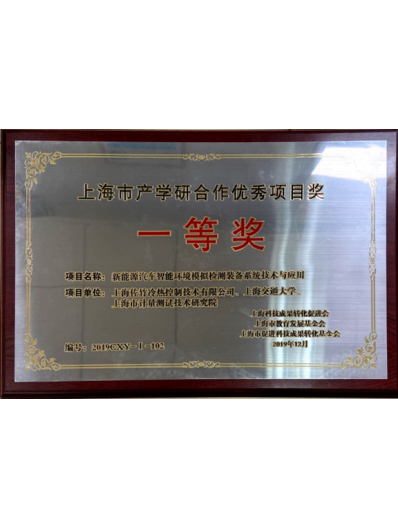 上海市产学研合作优秀项目奖
一等奖
项目名称：新能源汽车智能环境模拟检测装备系统技术与应用
项目单位：上海佐竹冷热控制技术有限公司、上海交通大学、
上海市计量测试技术研究院
上海科技成果转化促进会
上海市教育发展基金会
上海市促进科技成果转化基金会
编号：2019CXY-1-102
2019年12月